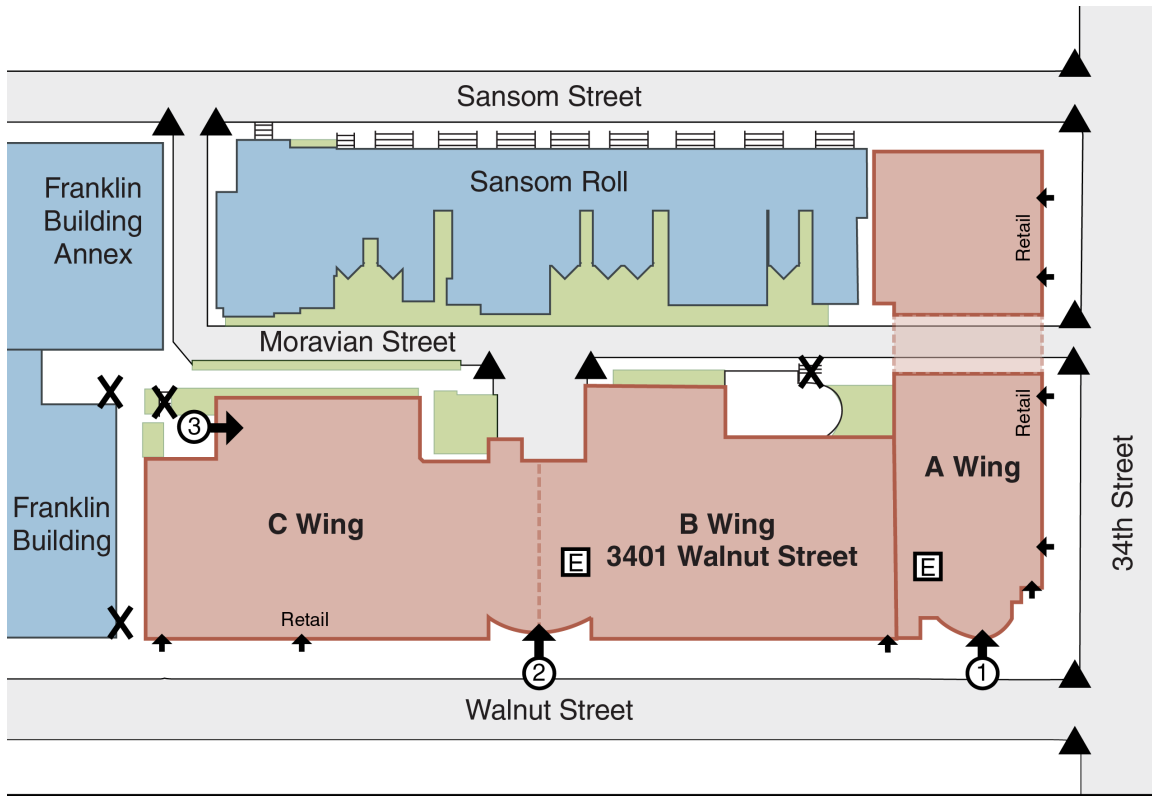 Sansom Street
Franklin
Building
Annex
Sansom Roll
Retail
Moravian Street
Retail
3
A Wing
34th Street
Franklin
Building
C Wing
B Wing
3401 Walnut Street
E
E
Retail
2
1
Walnut Street